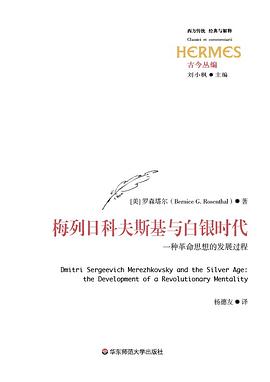 西方传统 经典与解释
Classici et commentarii
HERMES
古今丛编
刘小枫 • 主编
[美] 罗森塔尔 (Bernice G. Rosenthal) 著
梅列日科夫斯基与白银时代
一种革命思想的发展过程
Dmitri Sergeevich Merezhkovsky and the Silver Age:
the Development of a Revolutionary Mentality
杨德友 译
华东师范大学出版社